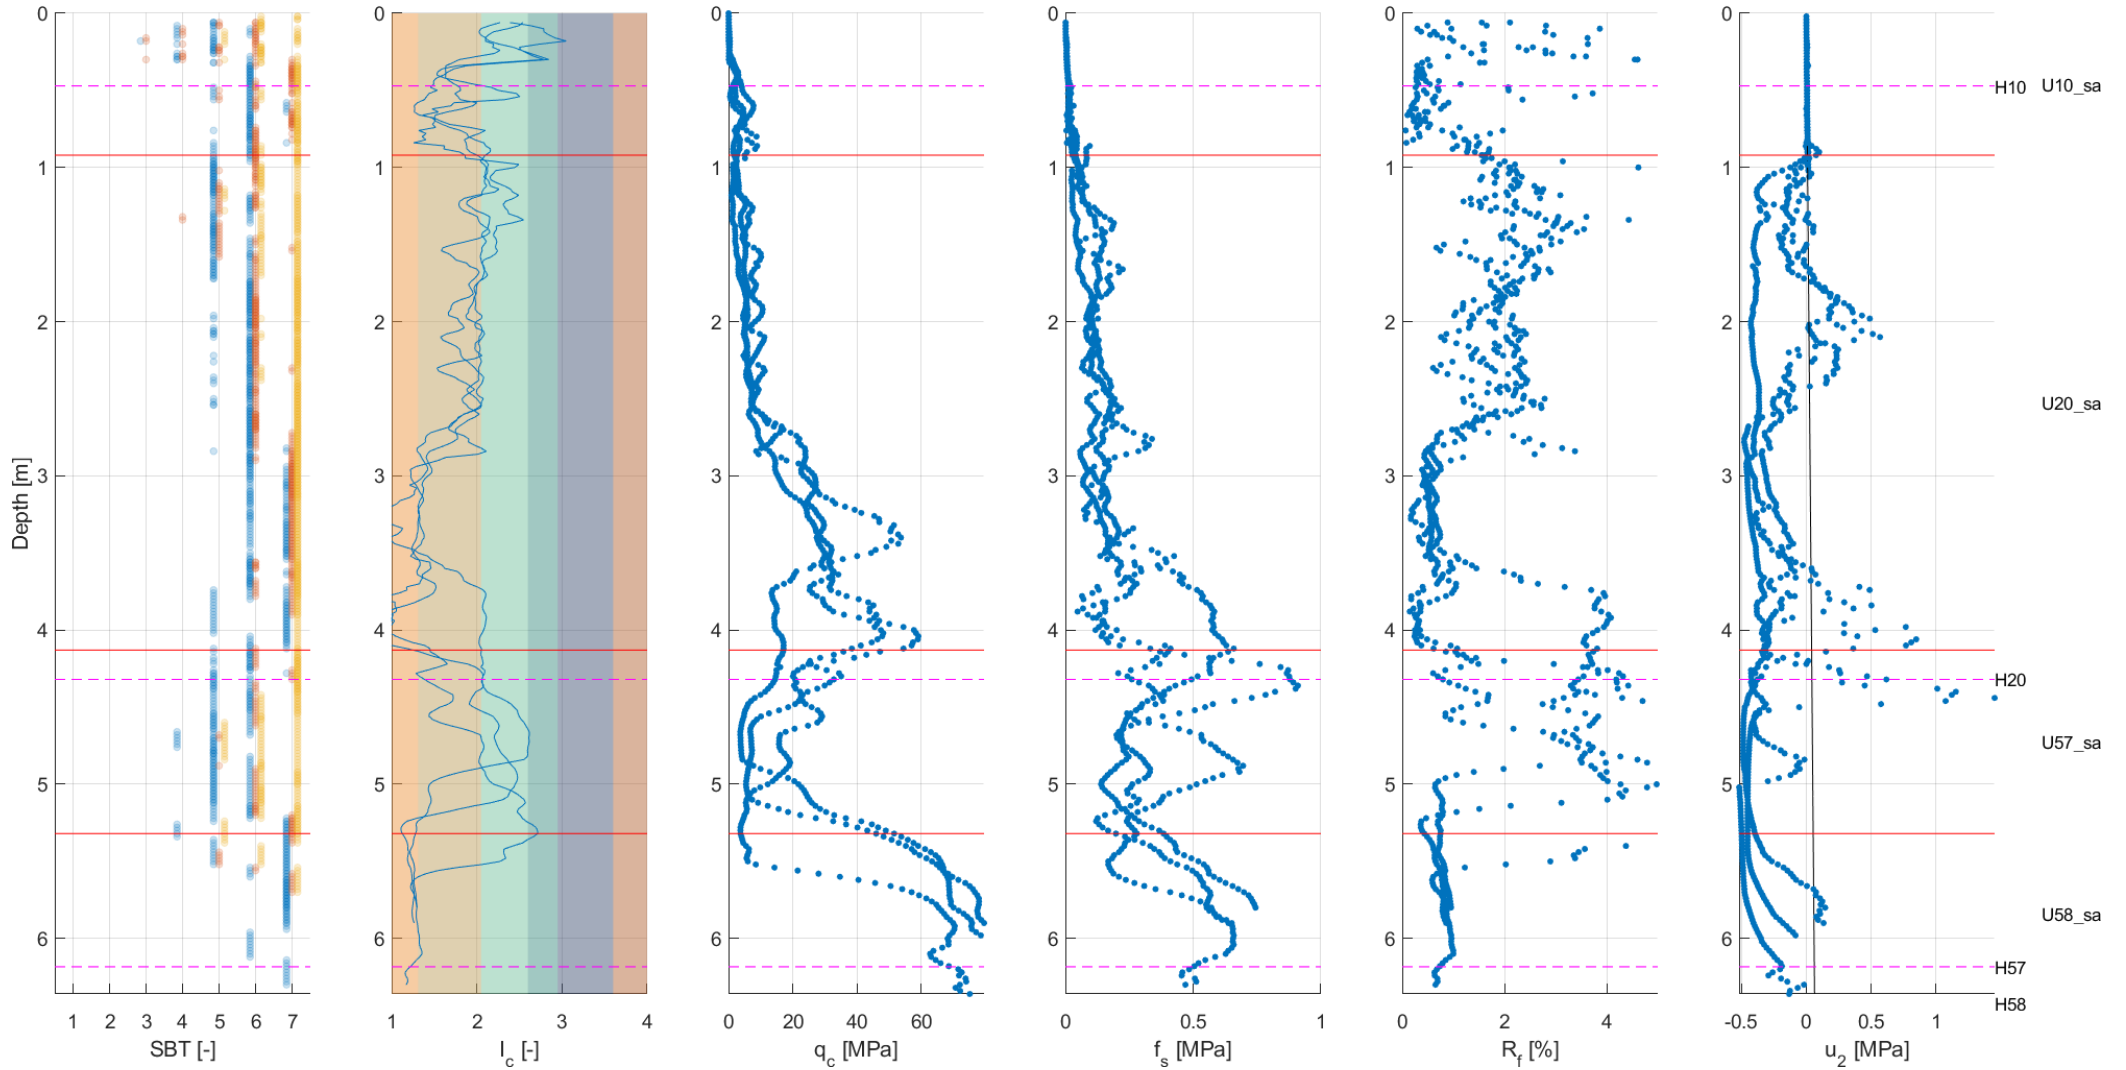 0
1
2
3
4
5
6
Depth [m]
1 2 3 4 5 6 7
SBT [-]
0
1
2
3
4
5
6
1 2 3 4
I_c [-]
0
1
2
3
4
5
6
0 20 40 60
q_c [MPa]
0
1
2
3
4
5
6
0 0.5 1
f_s [MPa]
0
1
2
3
4
5
6
0 2 4
R_f [%]
0
1
2
3
4
5
6
-0.5 0 0.5 1
u_2 [MPa]
H10
H20
H57
H58
U10_sa
U20_sa
U57_sa
U58_sa